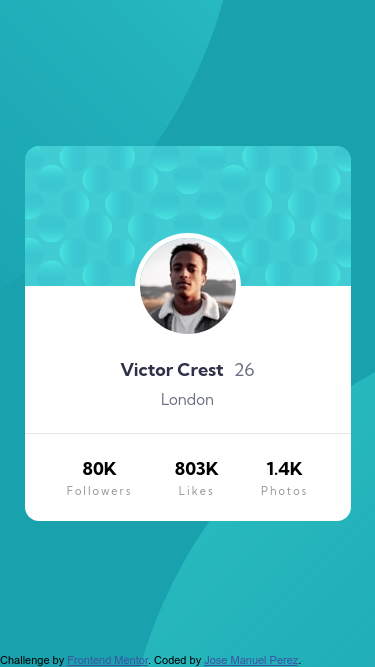 Victor Crest 26
London
80K 803K 1.4K
Followers Likes Photos
Challenge by Frontend Mentor. Coded by Jose Manuel Perez.